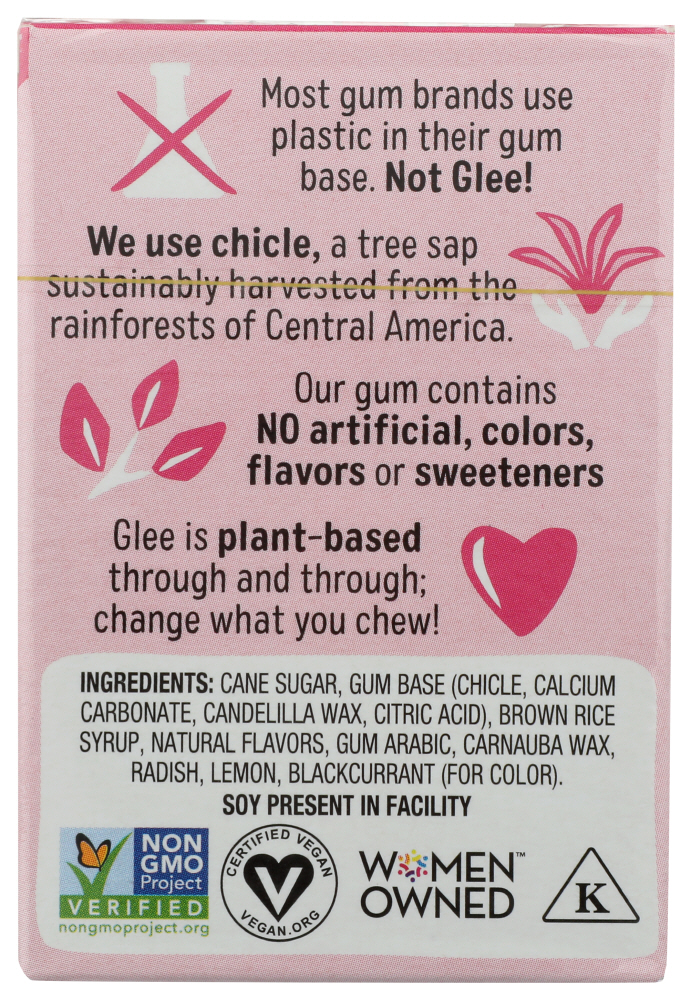 Most gum brands use
plastic in their gum
base. Not Glee!
We use chicle, a tree sap
sustainably harvested from the
rainforests of Central America.
Our gum contains
NO artificial, colors,
flavors or sweeteners
Glee is plant-based
through and through;
change what you chew!
INGREDIENTS: CANE SUGAR, GUM BASE (CHICLE, CALCIUM
CARBONATE, CANDELILLA WAX, CITRIC ACID), BROWN RICE
SYRUP, NATURAL FLAVORS, GUM ARABIC, CARNAUBA WAX,
RADISH, LEMON, BLACKCURRANT (FOR COLOR).
SOY PRESENT IN FACILITY
NON
GMO
Project
VERIFIED
nongmoproject.org
CERTIFIED VEGAN
V
VEGAN.ORG
WOMEN™
OWNED
K